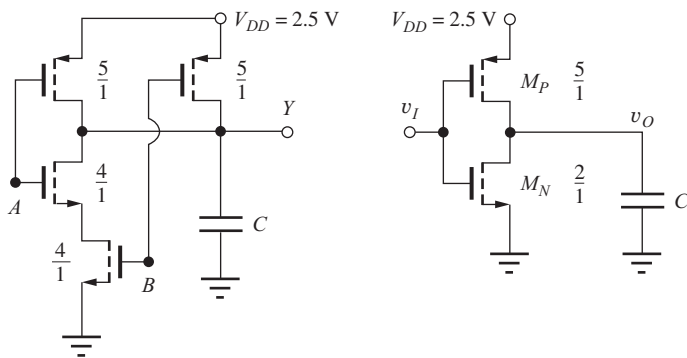 V_DD = 2.5 V
5/1
5/1
Y
4/1
A
4/1
B
C
V_DD = 2.5 V
M_P 5/1
v_I
v_O
M_N 2/1
C